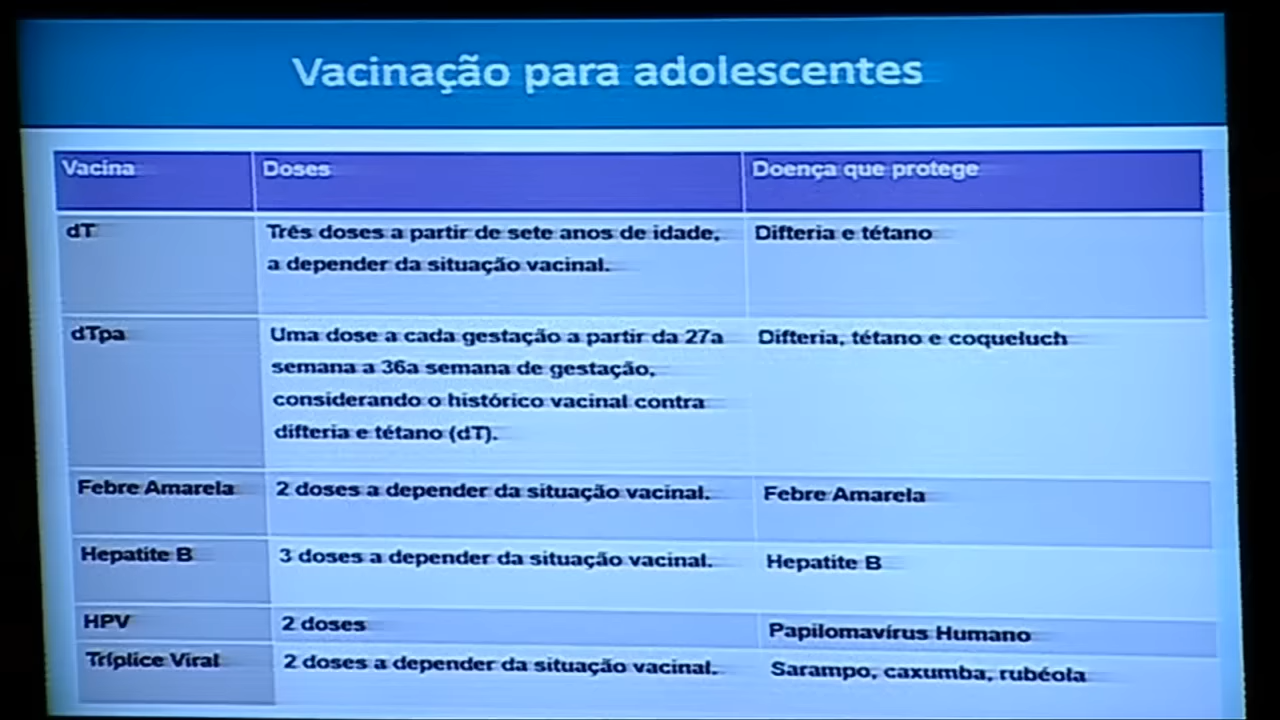 Vacinação para adolescentes
Vacina Doses Doença que protege
dT Três doses a partir de sete anos de idade, Difteria e tétano
a depender da situação vacinal.
dTpa Uma dose a cada gestação a partir da 27a Difteria, tétano e coqueluch
semana a 36a semana de gestação,
considerando o histórico vacinal contra
difteria e tétano (dT).
Febre Amarela 2 doses a depender da situação vacinal. Febre Amarela
Hepatite B 3 doses a depender da situação vacinal. Hepatite B
HPV 2 doses Papilomavírus Humano
Tríplice Viral 2 doses a depender da situação vacinal. Sarampo, caxumba, rubéola